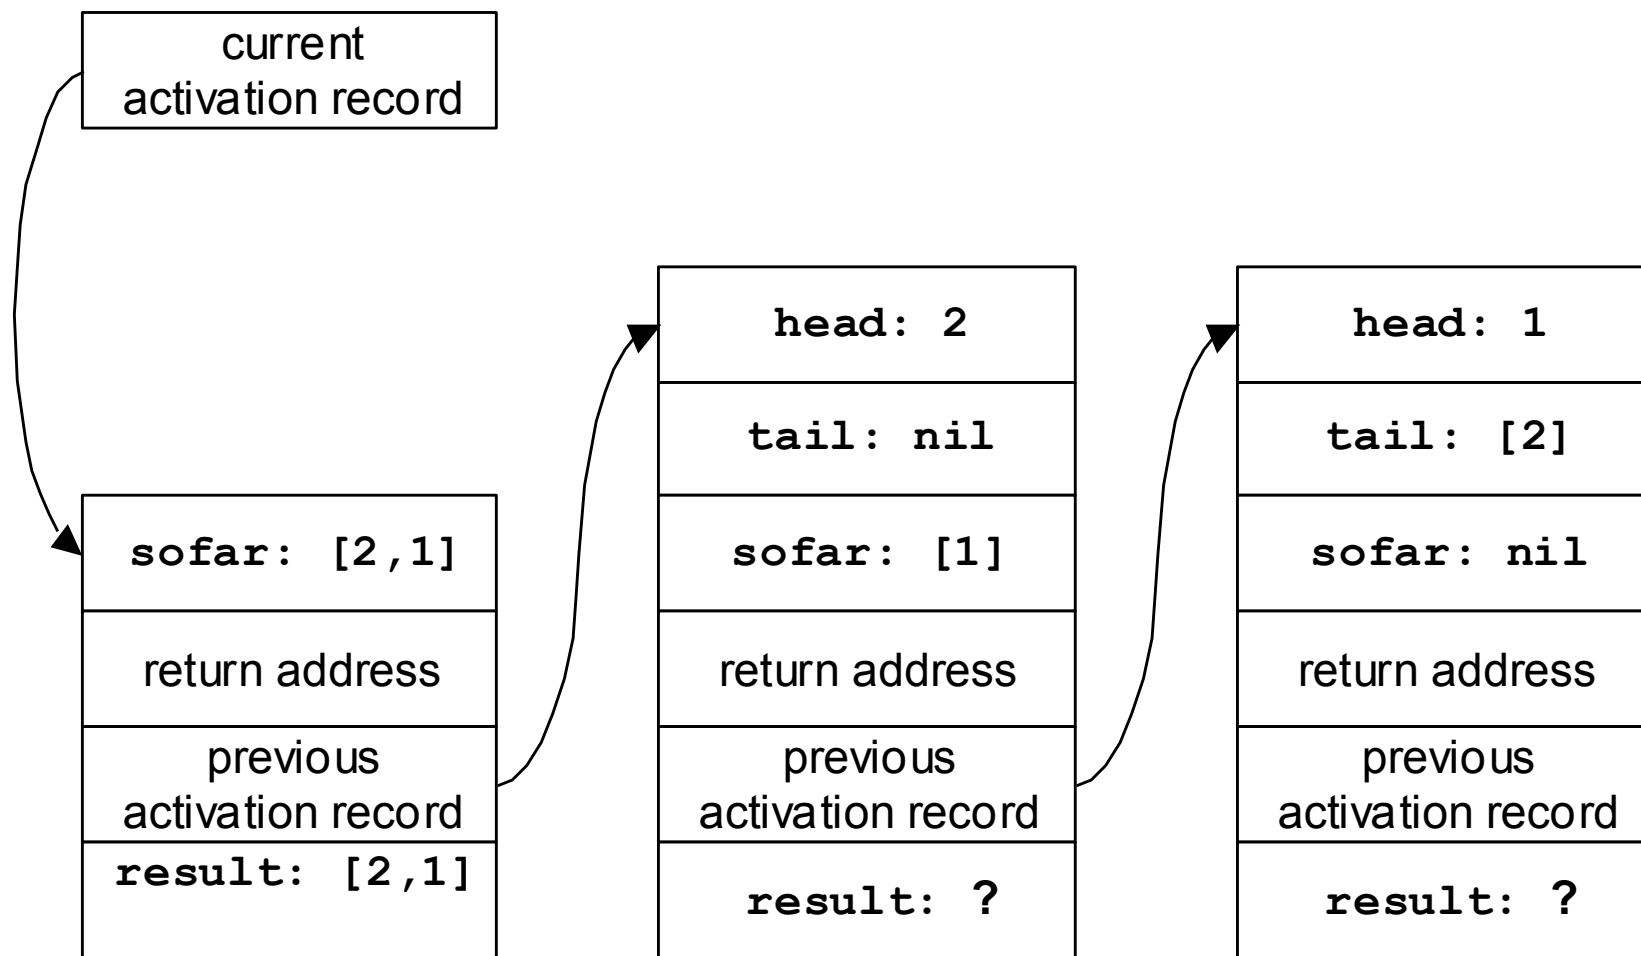 current
activation record
sofar: [2,1]
return address
previous
activation record
result: [2,1]
head: 2
tail: nil
sofar: [1]
return address
previous
activation record
result: ?
head: 1
tail: [2]
sofar: nil
return address
previous
activation record
result: ?